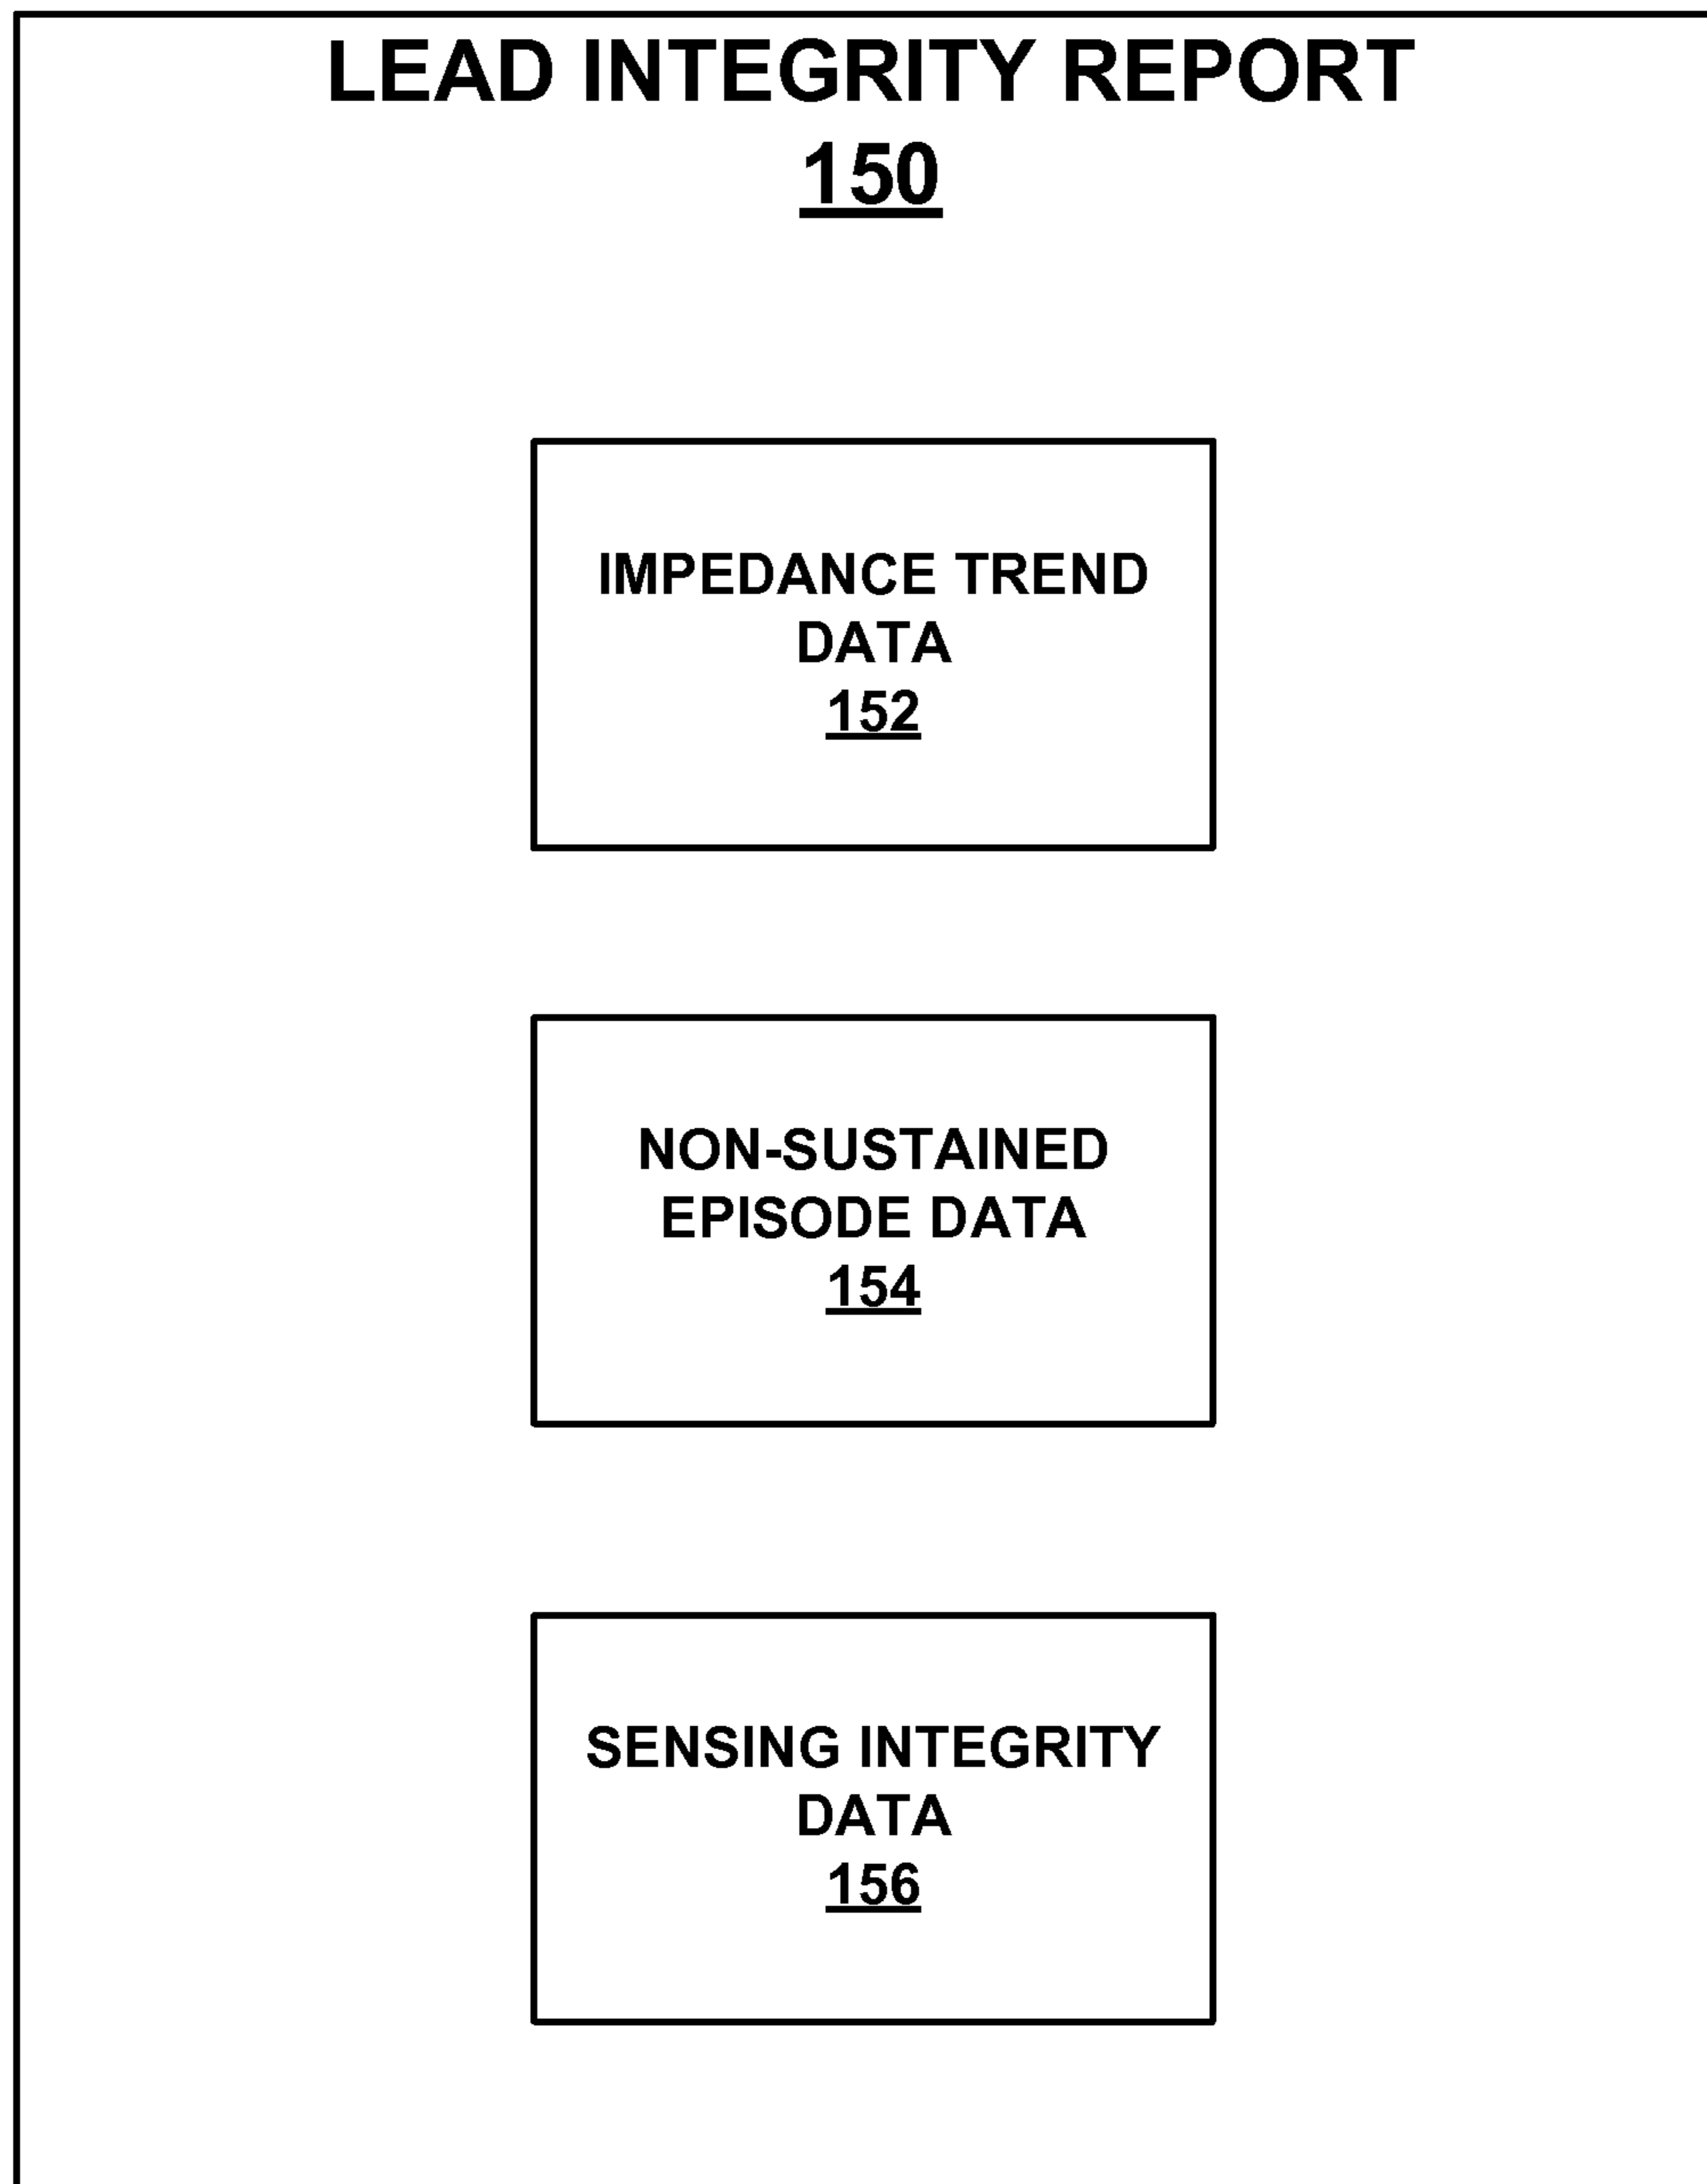 LEAD INTEGRITY REPORT
150
IMPEDANCE TREND
DATA
152
NON-SUSTAINED
EPISODE DATA
154
SENSING INTEGRITY
DATA
156